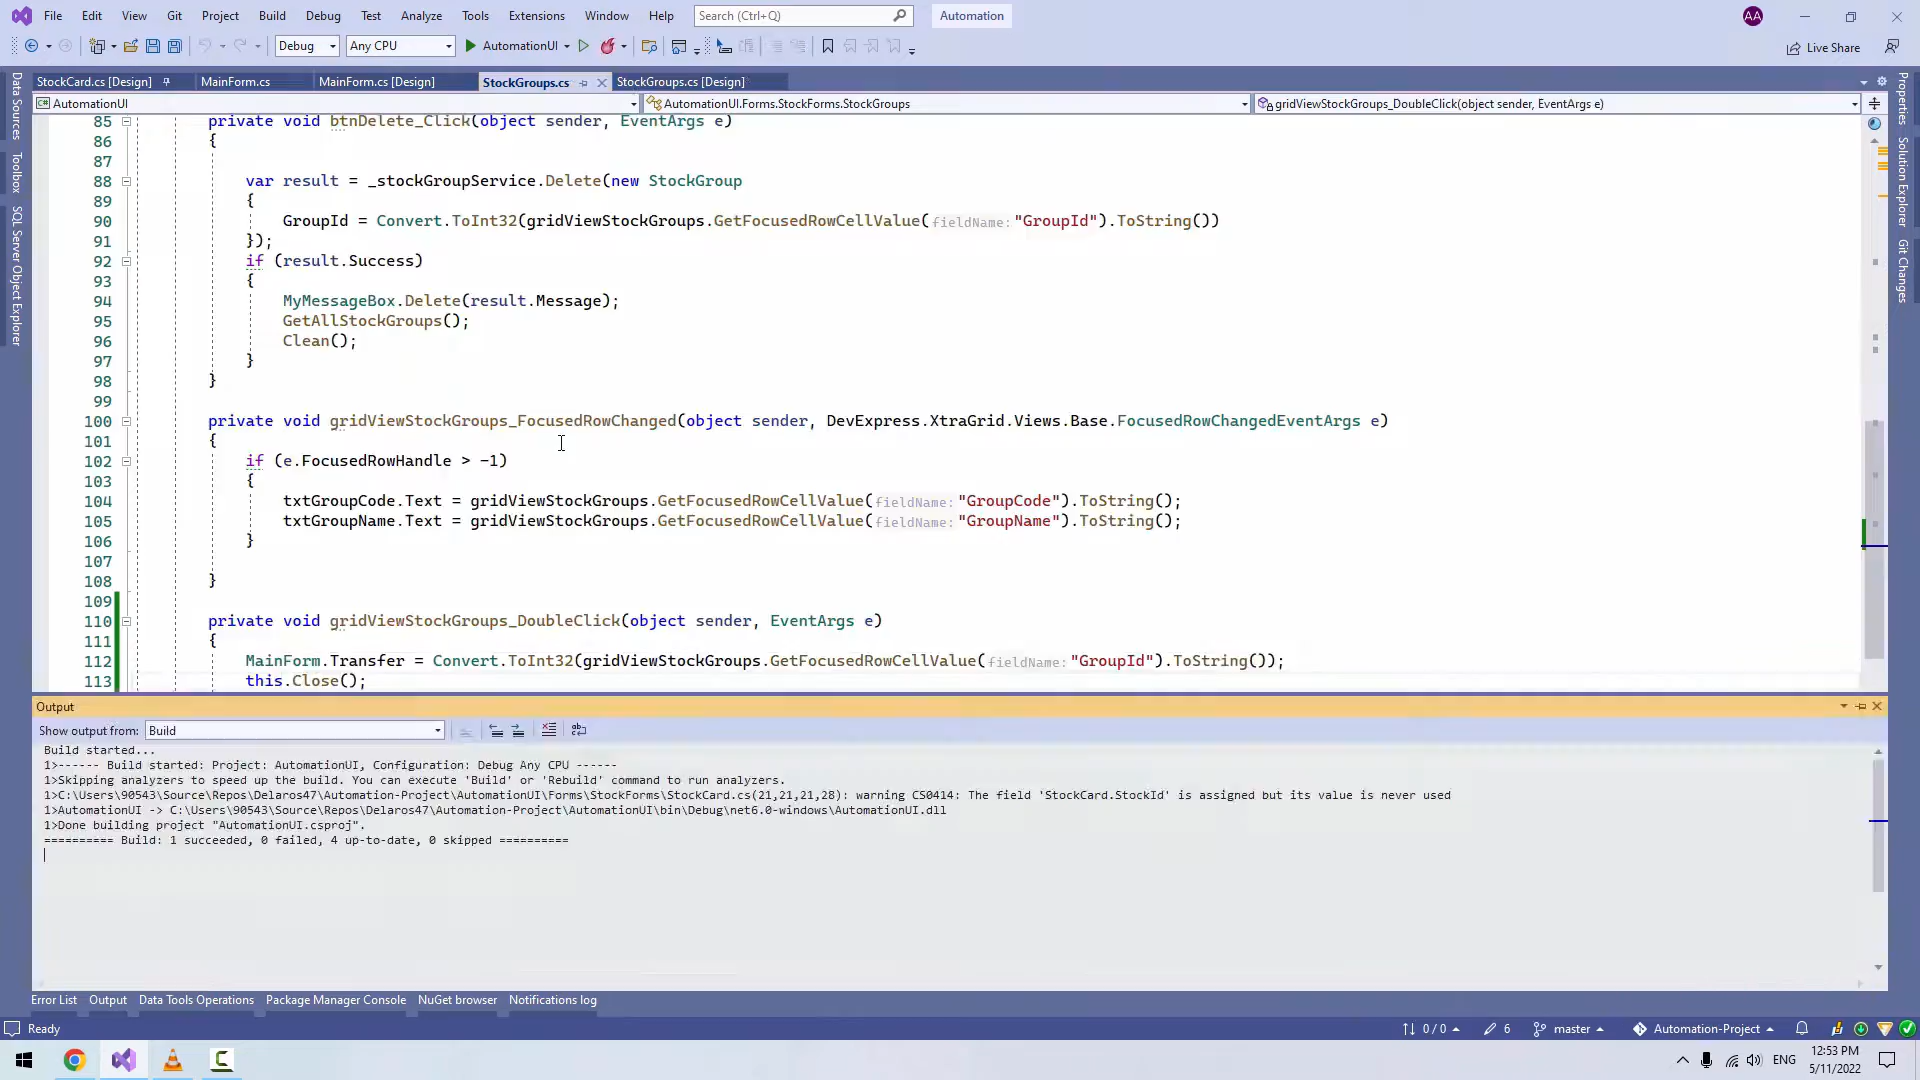 File Edit View Git Project Build Debug Test Analyze Tools Extensions Window Help Search (Ctrl+Q) Automation AA
Debug Any CPU AutomationUI Live Share
StockCard.cs [Design] MainForm.cs MainForm.cs [Design] StockGroups.cs StockGroups.cs [Design]
AutomationUI AutomationUI.Forms.StockForms.StockGroups gridViewStockGroups_DoubleClick(object sender, EventArgs e)
Data Sources
Toolbox
SQL Server Object Explorer
Properties
Solution Explorer
Git Changes
85 private void btnDelete_Click(object sender, EventArgs e)
86 {
87
88 var result = _stockGroupService.Delete(new StockGroup
89 {
90 GroupId = Convert.ToInt32(gridViewStockGroups.GetFocusedRowCellValue(fieldName:"GroupId").ToString())
91 });
92 if (result.Success)
93 {
94 MyMessageBox.Delete(result.Message);
95 GetAllStockGroups();
96 Clean();
97 }
98 }
99
100 private void gridViewStockGroups_FocusedRowChanged(object sender, DevExpress.XtraGrid.Views.Base.FocusedRowChangedEventArgs e)
101 {
102 if (e.FocusedRowHandle > -1)
103 {
104 txtGroupCode.Text = gridViewStockGroups.GetFocusedRowCellValue(fieldName:"GroupCode").ToString();
105 txtGroupName.Text = gridViewStockGroups.GetFocusedRowCellValue(fieldName:"GroupName").ToString();
106 }
107
108 }
109
110 private void gridViewStockGroups_DoubleClick(object sender, EventArgs e)
111 {
112 MainForm.Transfer = Convert.ToInt32(gridViewStockGroups.GetFocusedRowCellValue(fieldName:"GroupId").ToString());
113 this.Close();
Output
Show output from: Build
Build started...
1>------ Build started: Project: AutomationUI, Configuration: Debug Any CPU ------
1>Skipping analyzers to speed up the build. You can execute 'Build' or 'Rebuild' command to run analyzers.
1>C:\Users\90543\Source\Repos\Delaros47\Automation-Project\AutomationUI\Forms\StockForms\StockCard.cs(21,21,21,28): warning CS0414: The field 'StockCard.StockId' is assigned but its value is never used
1>AutomationUI -> C:\Users\90543\Source\Repos\Delaros47\Automation-Project\AutomationUI\bin\Debug\net6.0-windows\AutomationUI.dll
1>Done building project "AutomationUI.csproj".
========== Build: 1 succeeded, 0 failed, 4 up-to-date, 0 skipped ==========
Error List Output Data Tools Operations Package Manager Console NuGet browser Notifications log
Ready 0 / 0 6 master Automation-Project
ENG 12:53 PM
5/11/2022